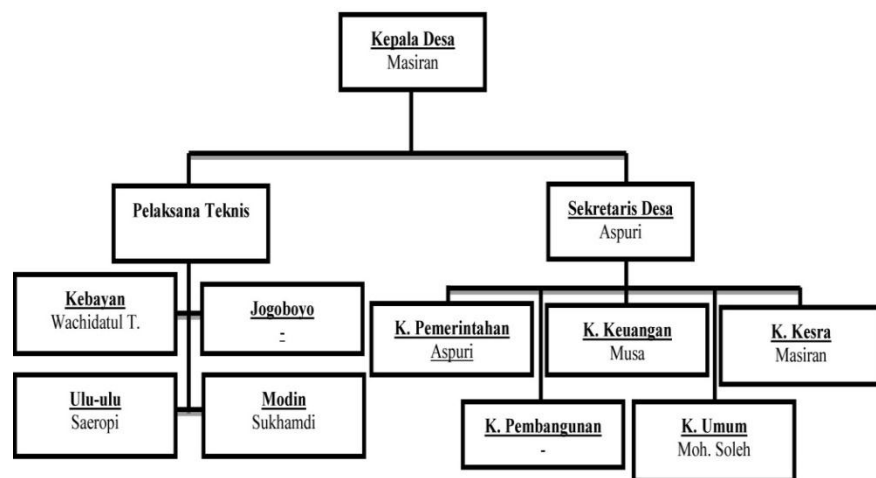 Kepala Desa
Masiran
Pelaksana Teknis
Sekretaris Desa
Aspuri
Kebayan
Wachidatul T.
Jogoboyo
-
Ulu-ulu
Saeropi
Modin
Sukhamdi
K. Pemerintahan
Aspuri
K. Keuangan
Musa
K. Kesra
Masiran
K. Pembangunan
-
K. Umum
Moh. Soleh